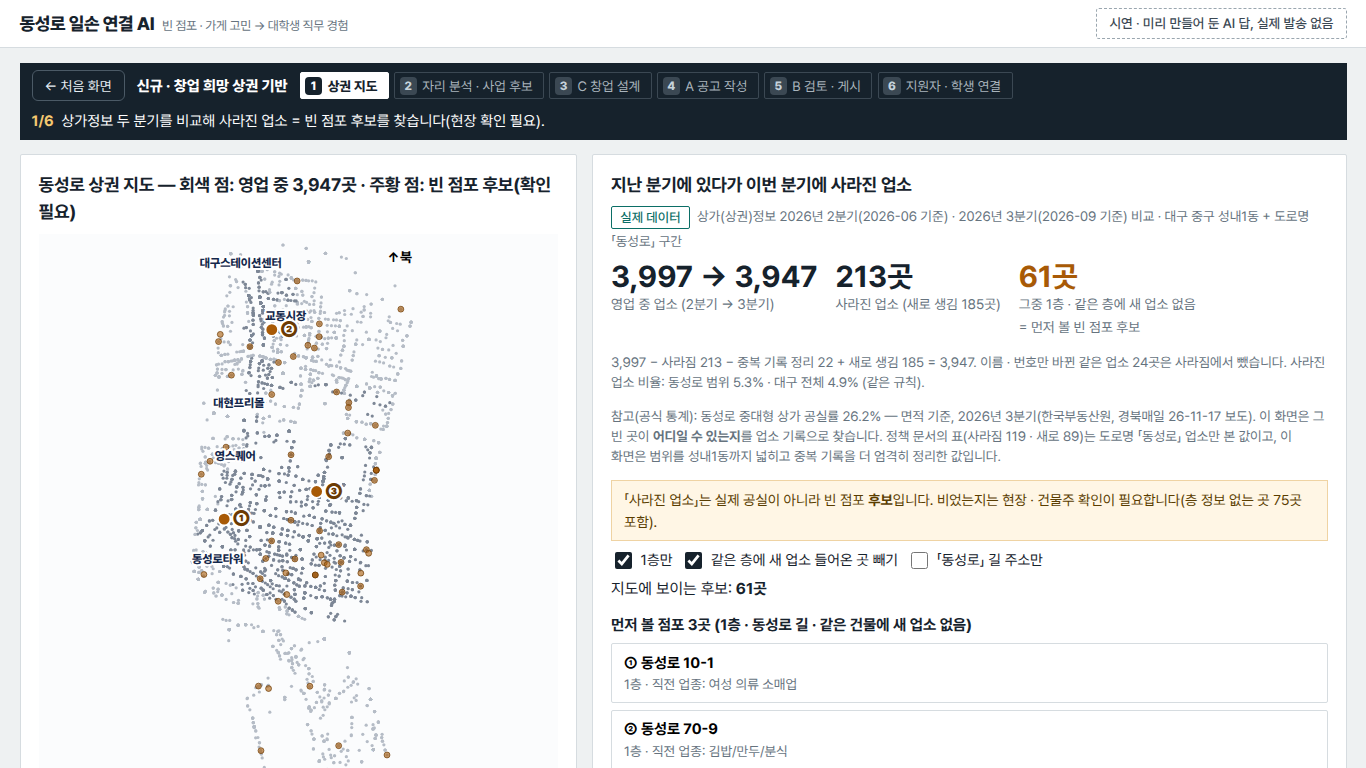 동성로 일손 연결 AI 빈 점포 · 가게 고민 → 대학생 직무 경험
시연 · 미리 만들어 둔 AI 답, 실제 발송 없음
← 처음 화면 신규 · 창업 희망 상권 기반 1 상권 지도 2 자리 분석 · 사업 후보 3 C 창업 설계 4 A 공고 작성 5 B 검토 · 게시 6 지원자 · 학생 연결
1/6 상가정보 두 분기를 비교해 사라진 업소 = 빈 점포 후보를 찾습니다(현장 확인 필요).
동성로 상권 지도 — 회색 점: 영업 중 3,947곳 · 주황 점: 빈 점포 후보(확인
필요)
↑북
대구스테이션센터
교동시장
2
대현프리몰
영스퀘어
3
1
동성로타워
지난 분기에 있다가 이번 분기에 사라진 업소
실제 데이터 상가(상권)정보 2026년 2분기(2026-06 기준) · 2026년 3분기(2026-09 기준) 비교 · 대구 중구 성내1동 + 도로명
「동성로」 구간
3,997 → 3,947 213곳 61곳
영업 중 업소 (2분기 → 3분기) 사라진 업소 (새로 생김 185곳) 그중 1층 · 같은 층에 새 업소 없음
= 먼저 볼 빈 점포 후보
3,997 − 사라짐 213 − 중복 기록 정리 22 + 새로 생김 185 = 3,947. 이름 · 번호만 바뀐 같은 업소 24곳은 사라짐에서 뺐습니다. 사라진
업소 비율: 동성로 범위 5.3% · 대구 전체 4.9% (같은 규칙).
참고(공식 통계): 동성로 중대형 상가 공실률 26.2% — 면적 기준, 2026년 3분기(한국부동산원, 경북매일 26-11-17 보도). 이 화면은 그
빈 곳이 어디일 수 있는지를 업소 기록으로 찾습니다. 정책 문서의 표(사라짐 119 · 새로 89)는 도로명 「동성로」 업소만 본 값이고, 이
화면은 범위를 성내1동까지 넓히고 중복 기록을 더 엄격히 정리한 값입니다.
「사라진 업소」는 실제 공실이 아니라 빈 점포 후보입니다. 비었는지는 현장 · 건물주 확인이 필요합니다(층 정보 없는 곳 75곳
포함).
1층만 같은 층에 새 업소 들어온 곳 빼기 「동성로」 길 주소만
지도에 보이는 후보: 61곳
먼저 볼 점포 3곳 (1층 · 동성로 길 · 같은 건물에 새 업소 없음)
① 동성로 10-1
1층 · 직전 업종: 여성 의류 소매업
② 동성로 70-9
1층 · 직전 업종: 김밥/만두/분식